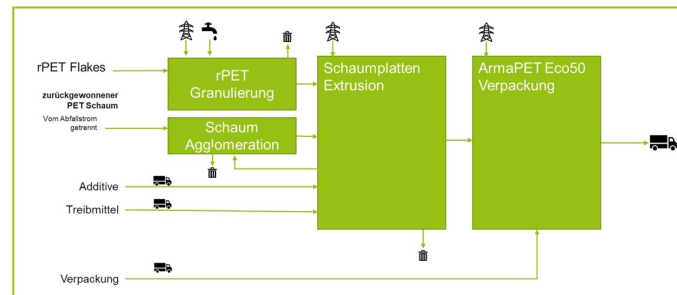 rPET Flakes
rPET
Granulierung
Schaumplatten
Extrusion
ArmaPET Eco50
Verpackung
zurückgewonnener
PET Schaum
Vom Abfallstrom
getrennt
Schaum
Agglomeration
Additive
Treibmittel
Verpackung